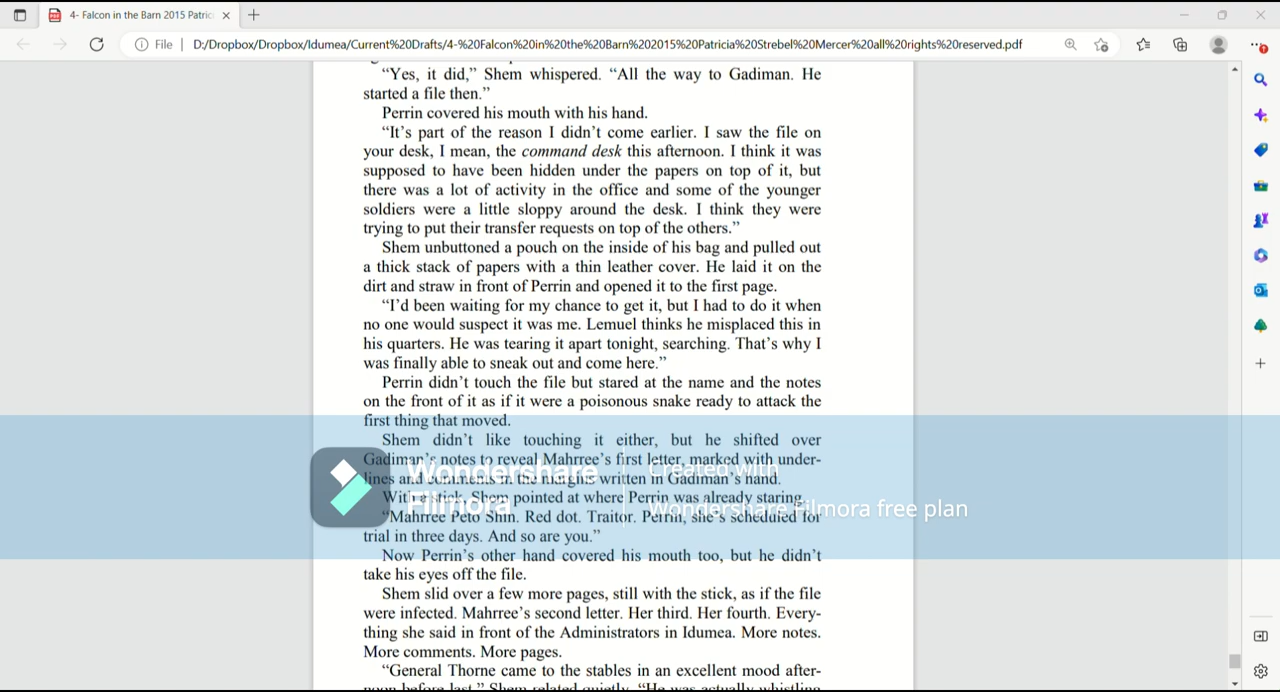 4- Falcon in the Barn 2015 Patric
File
D:/Dropbox/Dropbox/Idumea/Current%20Drafts/4-%20Falcon%20in%20the%20Barn%202015%20Patricia%20Strebel%20Mercer%20all%20rights%20reserved.pdf
“Yes, it did,” Shem whispered. “All the way to Gadiman. He
started a file then.”
Perrin covered his mouth with his hand.
“It’s part of the reason I didn’t come earlier. I saw the file on
your desk, I mean, the command desk this afternoon. I think it was
supposed to have been hidden under the papers on top of it, but
there was a lot of activity in the office and some of the younger
soldiers were a little sloppy around the desk. I think they were
trying to put their transfer requests on top of the others.”
Shem unbuttoned a pouch on the inside of his bag and pulled out
a thick stack of papers with a thin leather cover. He laid it on the
dirt and straw in front of Perrin and opened it to the first page.
“I’d been waiting for my chance to get it, but I had to do it when
no one would suspect it was me. Lemuel thinks he misplaced this in
his quarters. He was tearing it apart tonight, searching. That’s why I
was finally able to sneak out and come here.”
Perrin didn’t touch the file but stared at the name and the notes
on the front of it as if it were a poisonous snake ready to attack the
first thing that moved.
Shem didn’t like touching it either, but he shifted over
Gadiman’s notes to reveal Mahrree’s first letter, marked with under-
lines and comments in the margins written in Gadiman’s hand.
With a stick, Shem pointed at where Perrin was already staring.
“Mahrree Peto Shin. Red dot. Traitor. Perrin, she’s scheduled for
trial in three days. And so are you.”
Wondershare
Filmora
Created with
Wondershare Filmora free plan
Now Perrin’s other hand covered his mouth too, but he didn’t
take his eyes off the file.
Shem slid over a few more pages, still with the stick, as if the file
were infected. Mahrree’s second letter. Her third. Her fourth. Every-
thing she said in front of the Administrators in Idumea. More notes.
More comments. More pages.
“General Thorne came to the stables in an excellent mood after-
noon before last,” Shem related quietly. “He was actually whistling